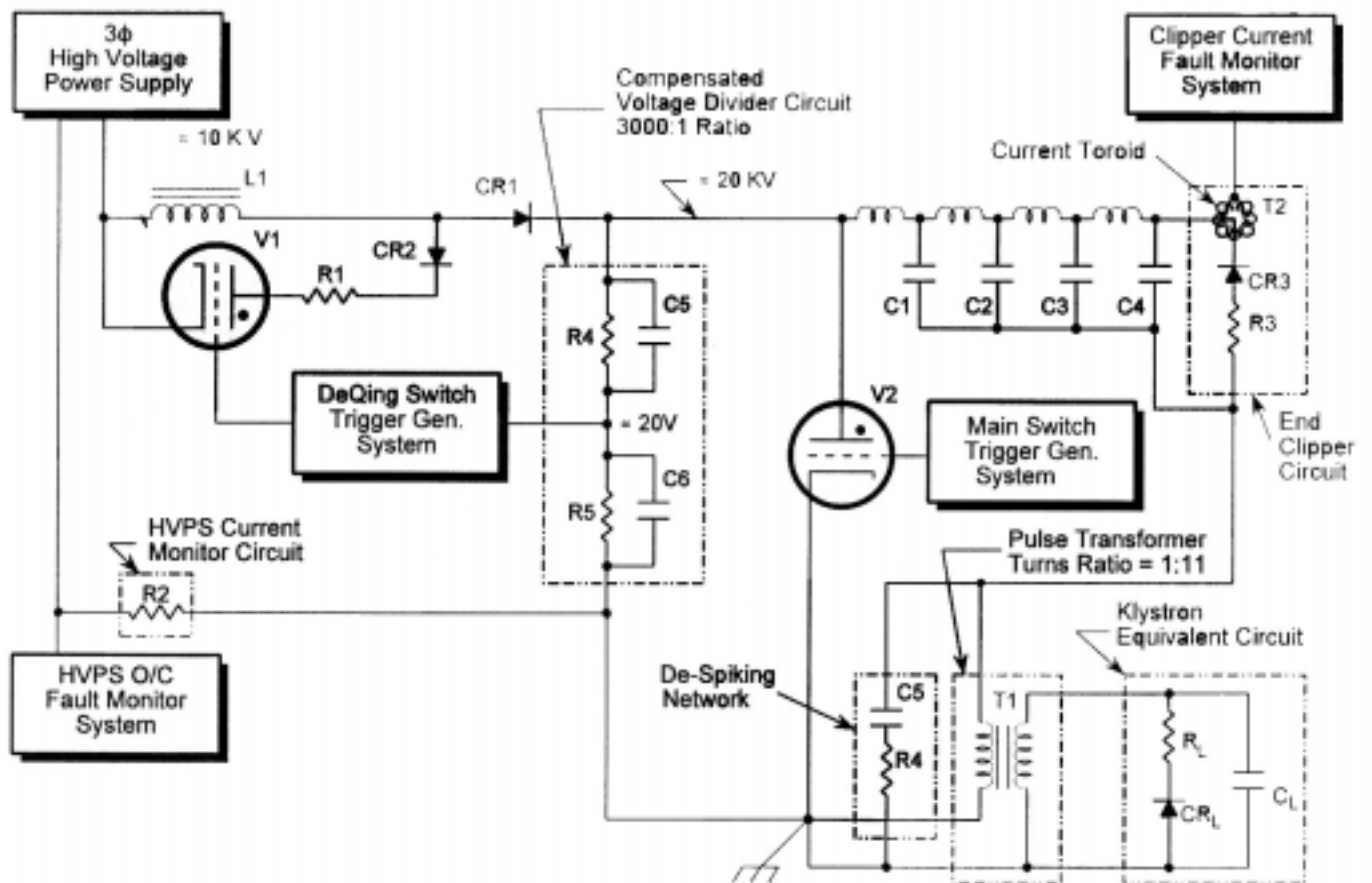 3ϕ
High Voltage
Power Supply
Clipper Current
Fault Monitor
System
Compensated
Voltage Divider Circuit
3000:1 Ratio
≈ 10 K V
L1
CR1
≈ 20 KV
Current Toroid
T2
V1
CR2
R1
C5
R4
C1
C2
C3
C4
CR3
R3
DeQing Switch
Trigger Gen.
System
≈ 20V
V2
Main Switch
Trigger Gen.
System
End
Clipper
Circuit
C6
R5
HVPS Current
Monitor Circuit
R2
Pulse Transformer
Turns Ratio = 1:11
Klystron
Equivalent Circuit
HVPS O/C
Fault Monitor
System
De-Spiking
Network
C5
R4
T1
RL
CRL
CL